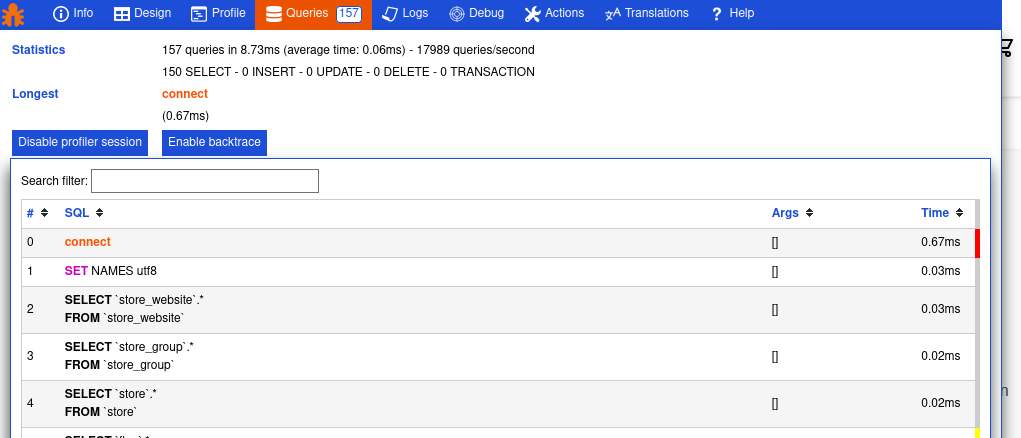 Info Design Profile Queries 157 Logs Debug Actions Translations Help
Statistics 157 queries in 8.73ms (average time: 0.06ms) - 17989 queries/second
150 SELECT - 0 INSERT - 0 UPDATE - 0 DELETE - 0 TRANSACTION
Longest connect
(0.67ms)
Disable profiler session Enable backtrace
Search filter:
# SQL Args Time
0 connect [] 0.67ms
1 SET NAMES utf8 [] 0.03ms
2 SELECT `store_website`.* FROM `store_website` [] 0.03ms
3 SELECT `store_group`.* FROM `store_group` [] 0.02ms
4 SELECT `store`.* FROM `store` [] 0.02ms